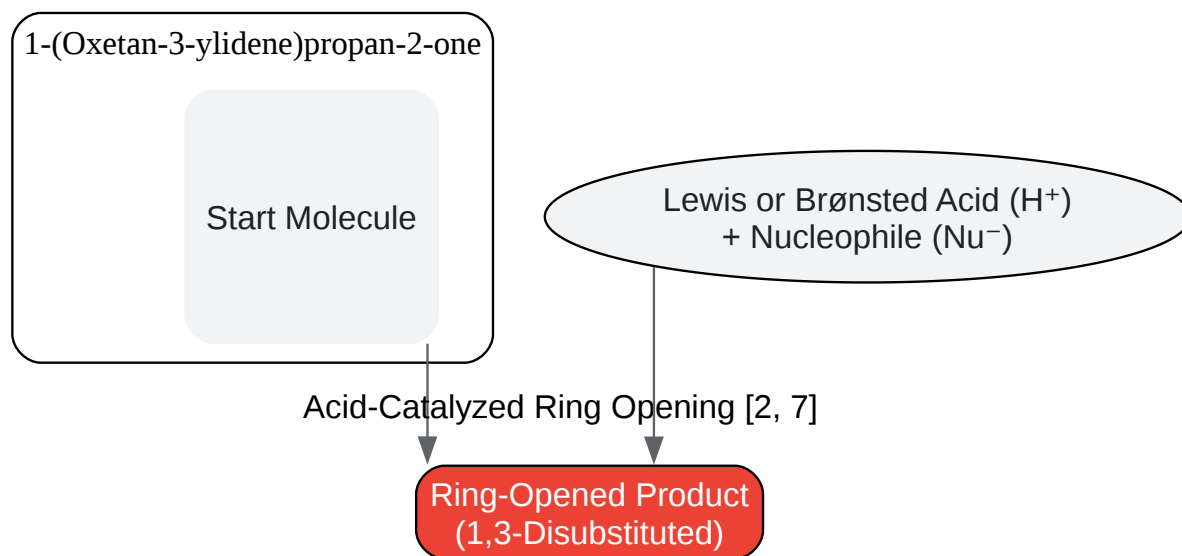 1-(Oxetan-3-ylidene)propan-2-one
Start Molecule
Lewis or Brønsted Acid (H⁺)
+ Nucleophile (Nu⁻)
Acid-Catalyzed Ring Opening [2, 7]
Ring-Opened Product
(1,3-Disubstituted)